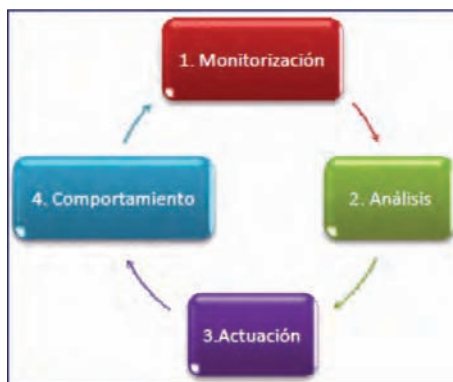 1. Monitorización
2. Análisis
3.Actuación
4. Comportamiento